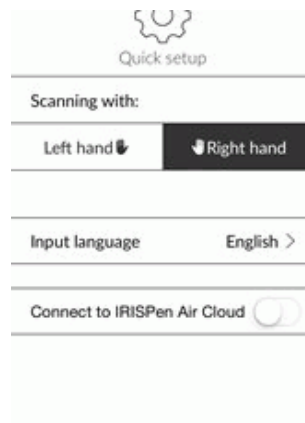 Quick setup
Scanning with:
Left hand Right hand
Input language English >
Connect to IRISPen Air Cloud